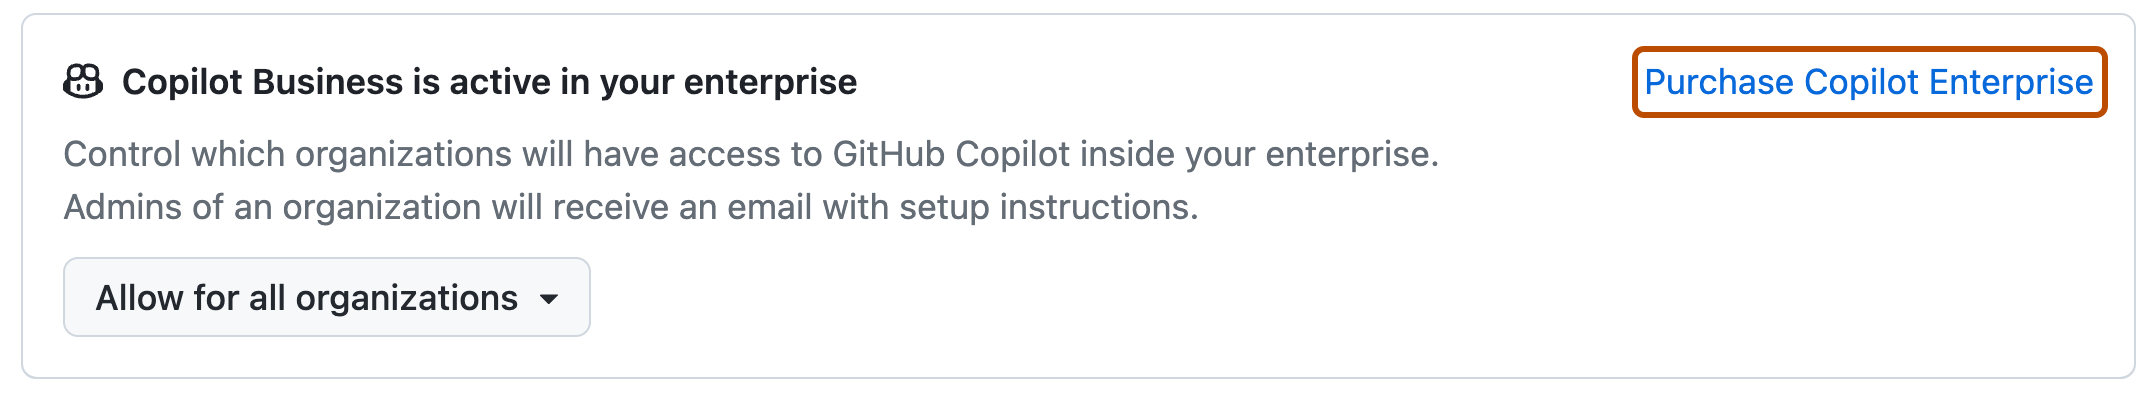 Copilot Business is active in your enterprise
Purchase Copilot Enterprise
Control which organizations will have access to GitHub Copilot inside your enterprise.
Admins of an organization will receive an email with setup instructions.
Allow for all organizations